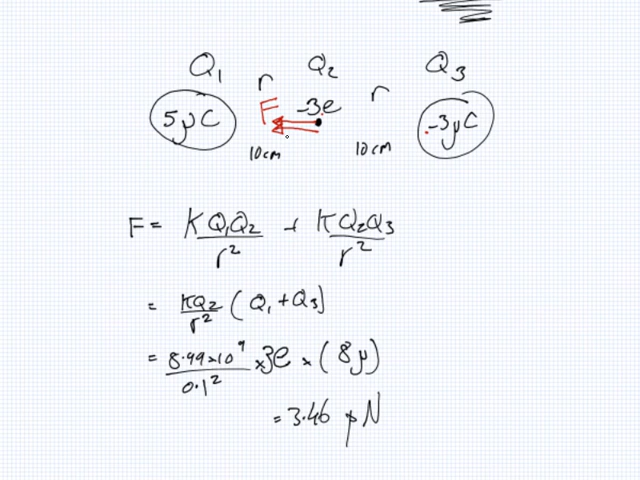 Q₁ r Q₂ r Q₃
5μC F -3e -3μC
10cm 10cm
F = KQ₁Q₂/r² + KQ₂Q₃/r²
= KQ₂/r² (Q₁+Q₃)
= 8.99×10⁹/0.1² × 3e × (8μ)
= 3.46 pN